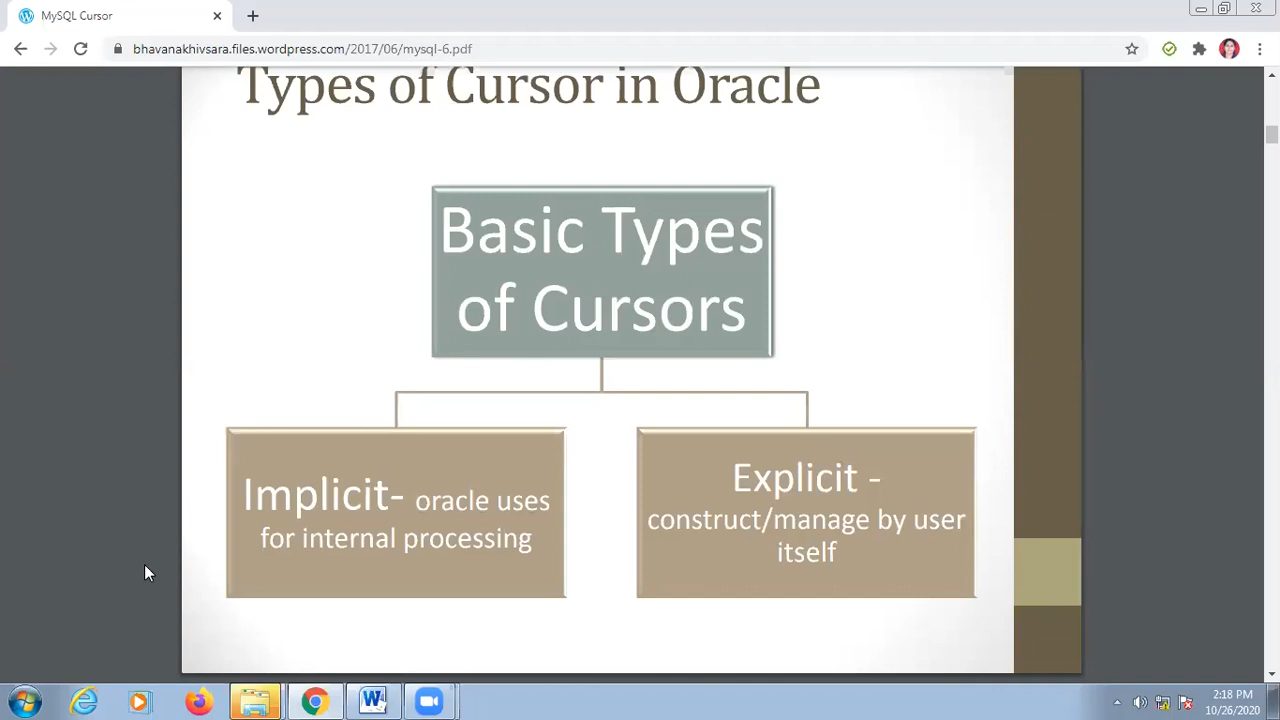 MySQL Cursor
bhavanakhivsara.files.wordpress.com/2017/06/mysql-6.pdf
Types of Cursor in Oracle
Basic Types
of Cursors
Implicit- oracle uses
for internal processing
Explicit -
construct/manage by user
itself
2:18 PM
10/26/2020